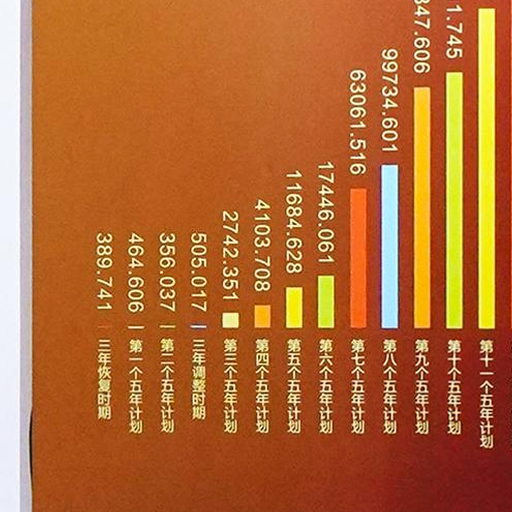 389.741
三年恢复时期
464.606
第一个五年计划
356.037
第二个五年计划
505.017
三年调整时期
2742.351
第三个五年计划
4103.708
第四个五年计划
11684.628
第五个五年计划
17446.061
第六个五年计划
63061.516
第七个五年计划
99734.601
第八个五年计划
347.606
第九个五年计划
1.745
第十个五年计划
第十一个五年计划